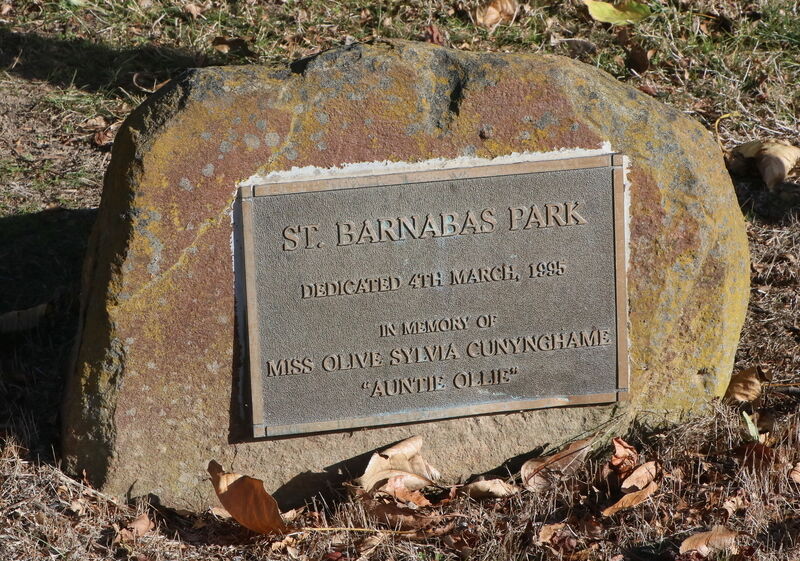 ST. BARNABAS PARK
DEDICATED 4TH MARCH, 1995
IN MEMORY OF
MISS OLIVE SYLVIA CUNYNGHAME
"AUNTIE OLLIE"